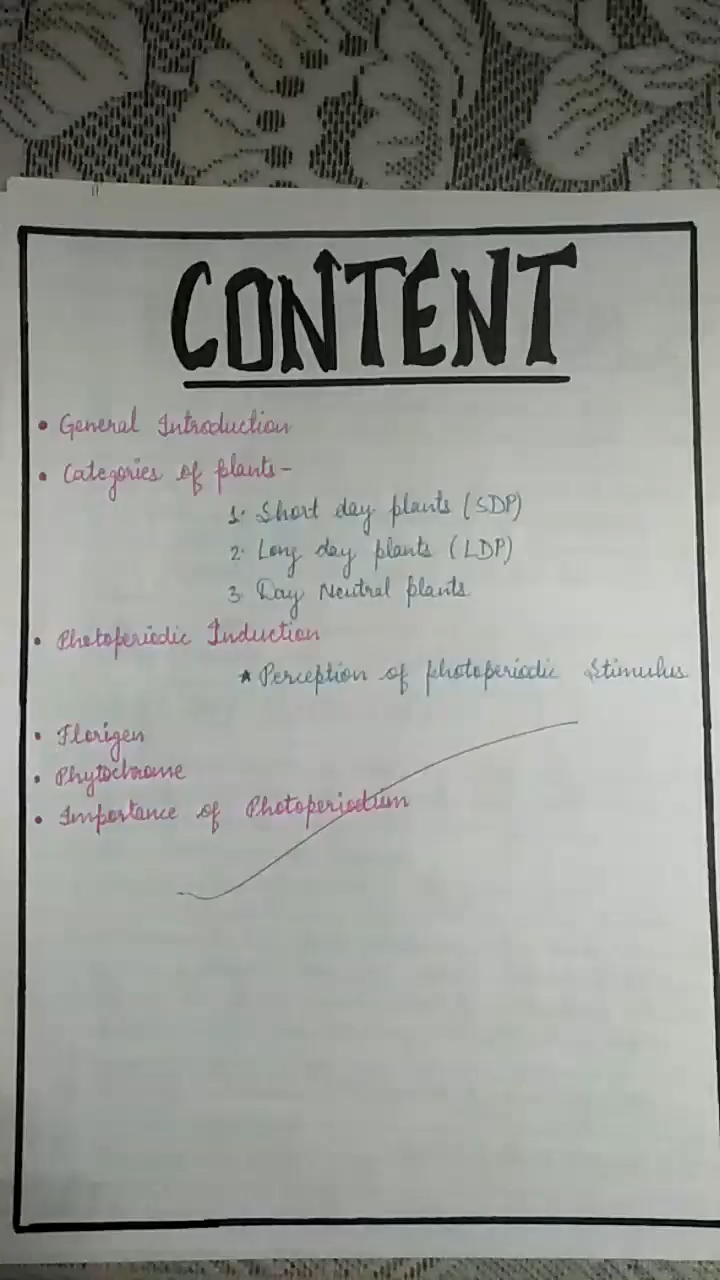 CONTENT
• General Introduction
• Categories of plants-
1. Short day plants (SDP)
2. Long day plants (LDP)
3. Day Neutral plants
• Photoperiodic Induction
★ Perception of photoperiodic Stimulus
• Florigen
• Phytochrome
• Importance of Photoperiodism